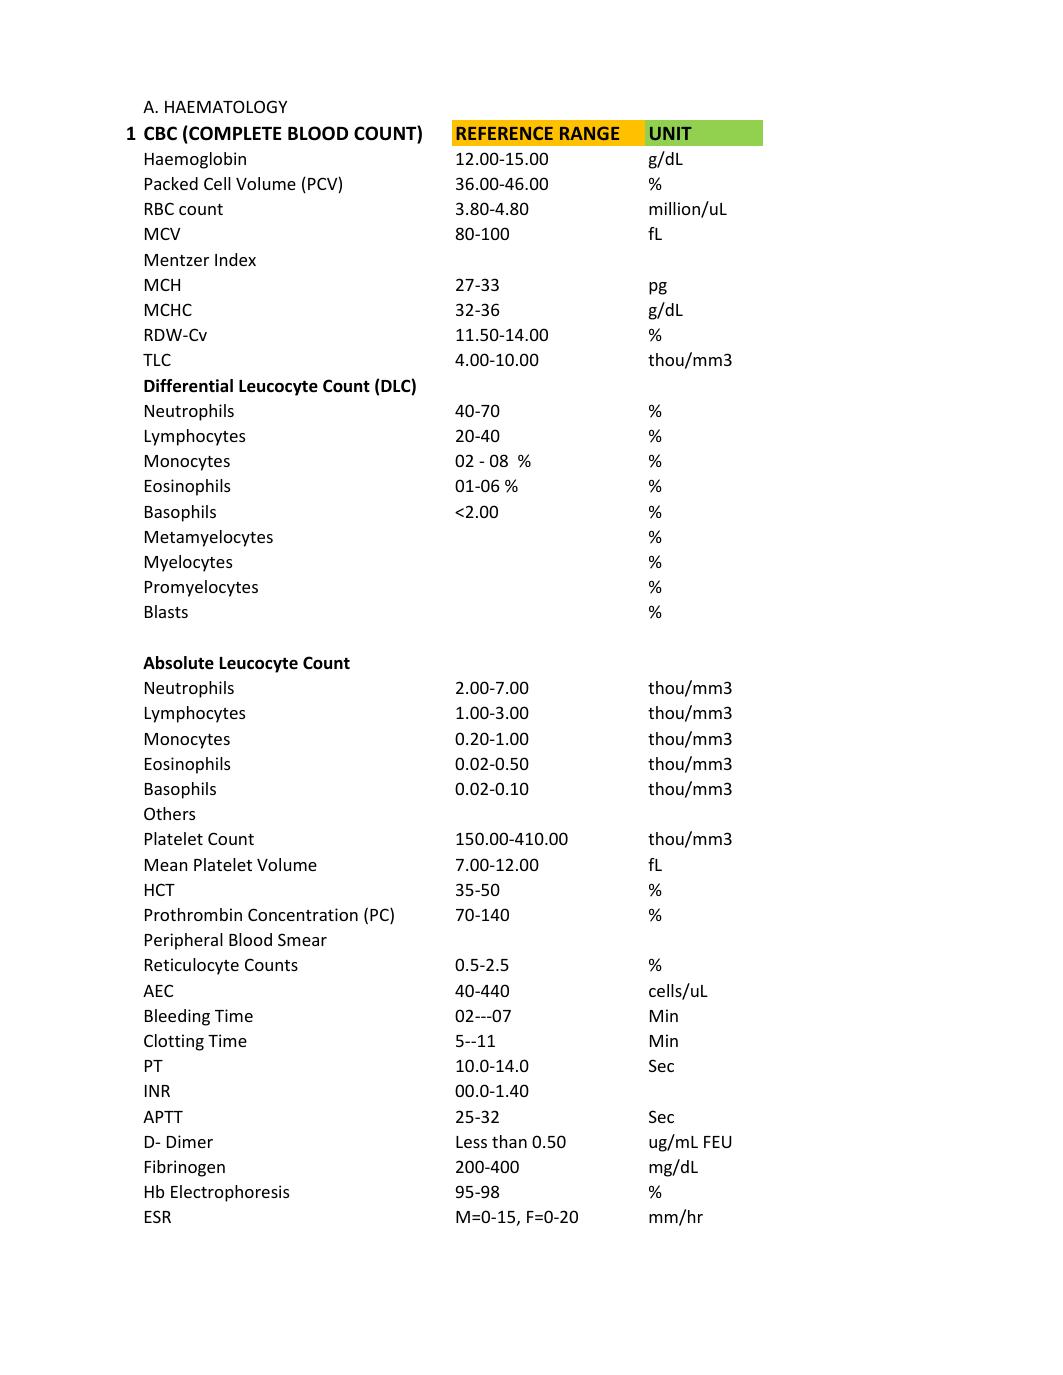 A. HAEMATOLOGY
1 CBC (COMPLETE BLOOD COUNT) REFERENCE RANGE UNIT
Haemoglobin 12.00-15.00 g/dL
Packed Cell Volume (PCV) 36.00-46.00 %
RBC count 3.80-4.80 million/uL
MCV 80-100 fL
Mentzer Index
MCH 27-33 pg
MCHC 32-36 g/dL
RDW-Cv 11.50-14.00 %
TLC 4.00-10.00 thou/mm3
Differential Leucocyte Count (DLC)
Neutrophils 40-70 %
Lymphocytes 20-40 %
Monocytes 02 - 08 % %
Eosinophils 01-06 % %
Basophils <2.00 %
Metamyelocytes %
Myelocytes %
Promyelocytes %
Blasts %
Absolute Leucocyte Count
Neutrophils 2.00-7.00 thou/mm3
Lymphocytes 1.00-3.00 thou/mm3
Monocytes 0.20-1.00 thou/mm3
Eosinophils 0.02-0.50 thou/mm3
Basophils 0.02-0.10 thou/mm3
Others
Platelet Count 150.00-410.00 thou/mm3
Mean Platelet Volume 7.00-12.00 fL
HCT 35-50 %
Prothrombin Concentration (PC) 70-140 %
Peripheral Blood Smear
Reticulocyte Counts 0.5-2.5 %
AEC 40-440 cells/uL
Bleeding Time 02---07 Min
Clotting Time 5--11 Min
PT 10.0-14.0 Sec
INR 00.0-1.40
APTT 25-32 Sec
D- Dimer Less than 0.50 ug/mL FEU
Fibrinogen 200-400 mg/dL
Hb Electrophoresis 95-98 %
ESR M=0-15, F=0-20 mm/hr